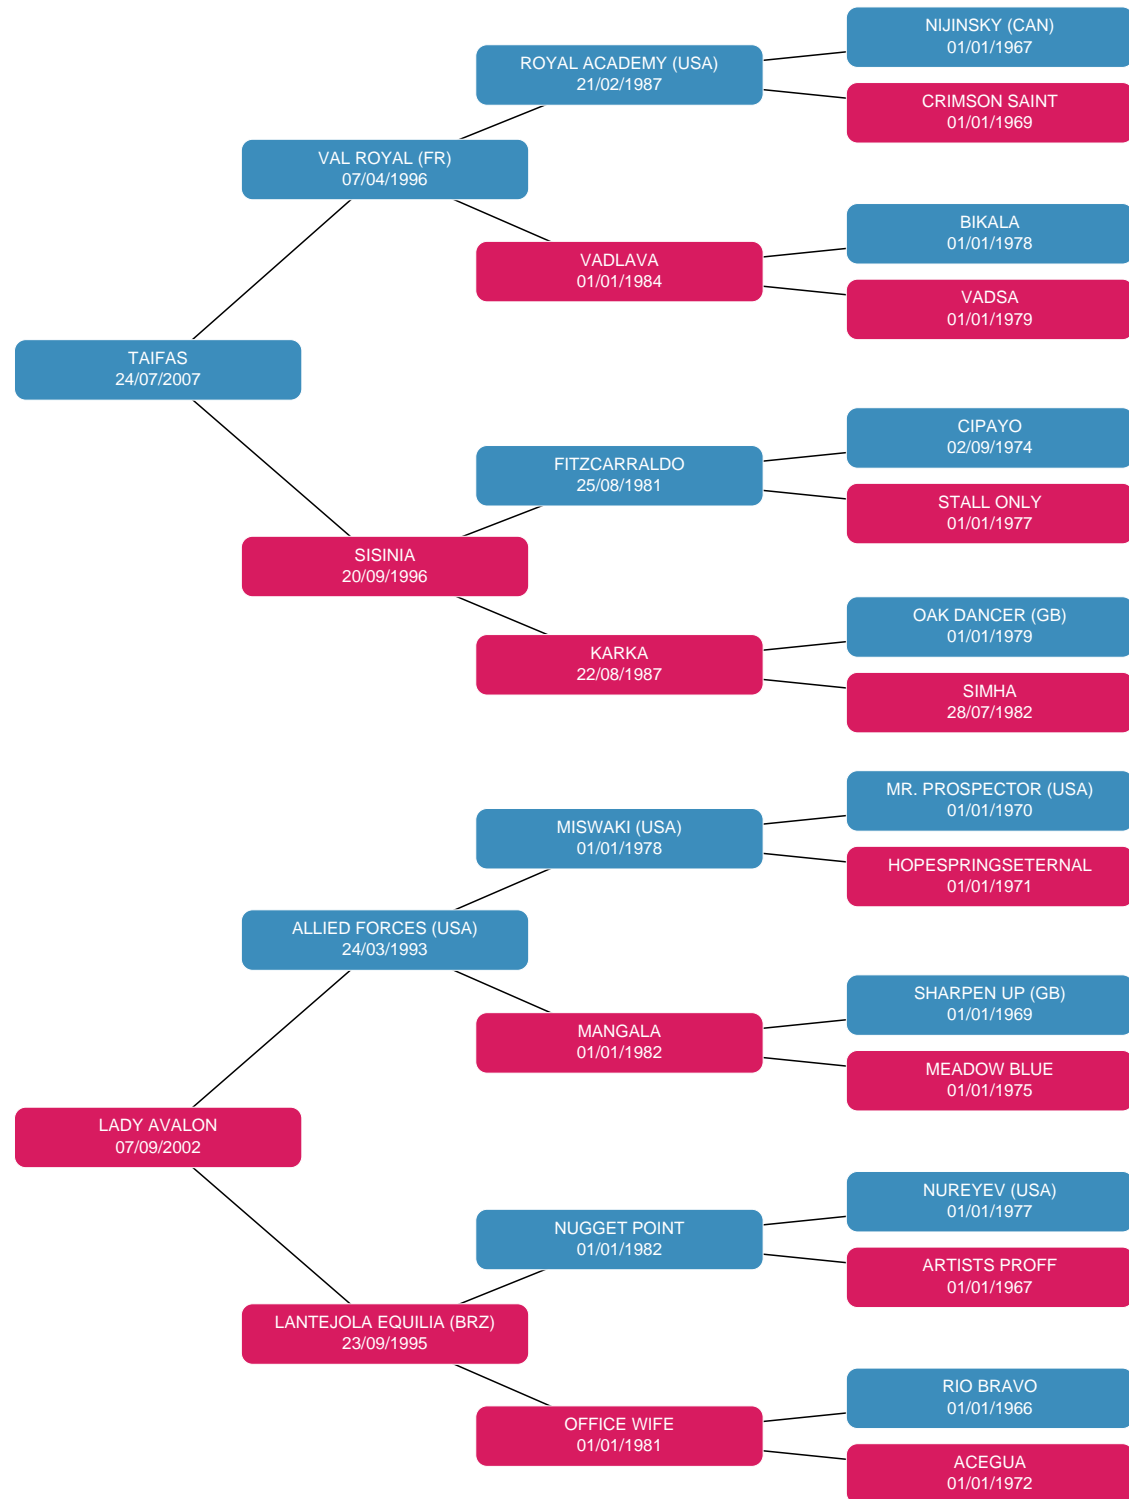 NIJINSKY (CAN)
01/01/1967
ROYAL ACADEMY (USA)
21/02/1987
CRIMSON SAINT
01/01/1969
VAL ROYAL (FR)
07/04/1996
BIKALA
01/01/1978
VADLAVA
01/01/1984
VADSA
01/01/1979
TAIFAS
24/07/2007
CIPAYO
02/09/1974
FITZCARRALDO
25/08/1981
STALL ONLY
01/01/1977
SISINIA
20/09/1996
OAK DANCER (GB)
01/01/1979
KARKA
22/08/1987
SIMHA
28/07/1982
MR. PROSPECTOR (USA)
01/01/1970
MISWAKI (USA)
01/01/1978
HOPESPRINGSETERNAL
01/01/1971
ALLIED FORCES (USA)
24/03/1993
SHARPEN UP (GB)
01/01/1969
MANGALA
01/01/1982
MEADOW BLUE
01/01/1975
LADY AVALON
07/09/2002
NUREYEV (USA)
01/01/1977
NUGGET POINT
01/01/1982
ARTISTS PROFF
01/01/1967
LANTEJOLA EQUILIA (BRZ)
23/09/1995
RIO BRAVO
01/01/1966
OFFICE WIFE
01/01/1981
ACEGUA
01/01/1972